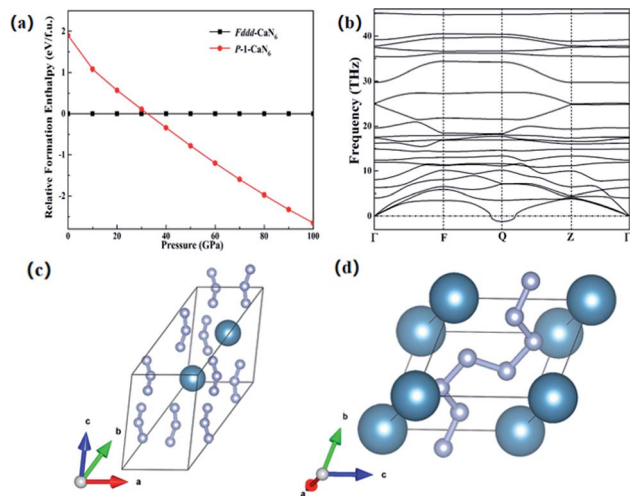 (a)
Relative Formation Enthalpy (eV/f.u.)
2
1
0
-1
-2
Fddd-CaN6
P-1-CaN6
0 20 40 60 80 100
Pressure (GPa)
(b)
Frequency (THz)
40
30
20
10
0
Γ F Q Z Γ
(c)
c
b
a
(d)
b
c
a